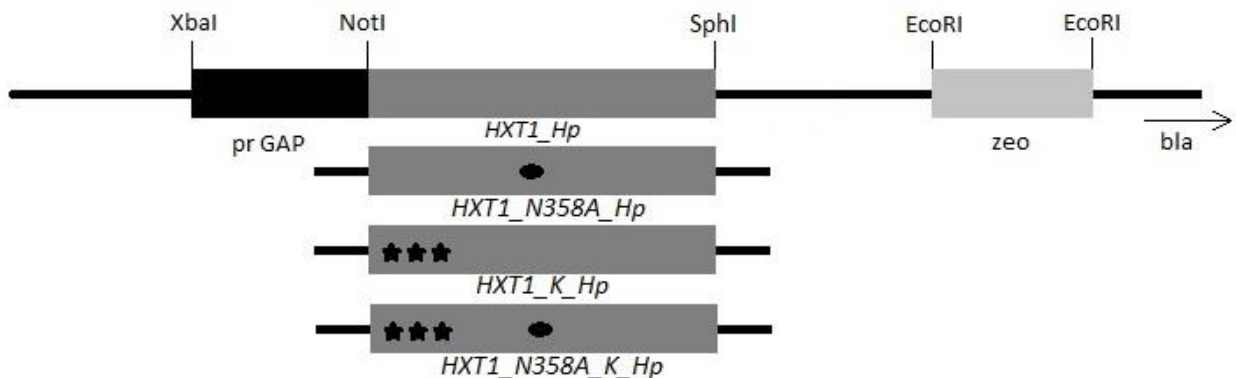 XbaI NotI SphI EcoRI EcoRI
pr GAP HXT1_Hp zeo bla
HXT1_N358A_Hp
HXT1_K_Hp
HXT1_N358A_K_Hp